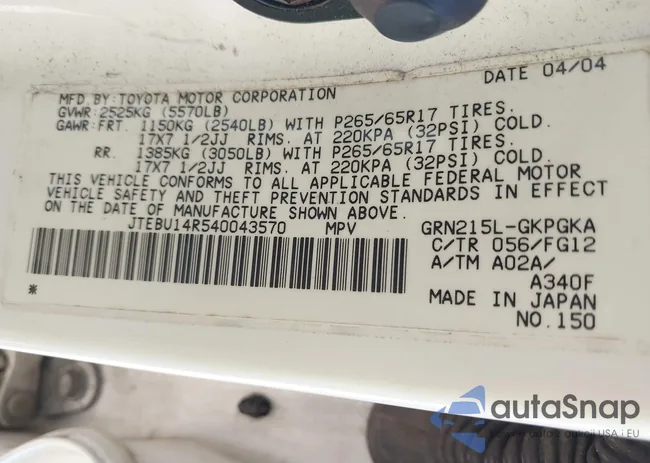 DATE 04/04
MFD.BY:TOYOTA MOTOR CORPORATION
GVWR:2525KG (5570LB)
GAWR:FRT. 1150KG (2540LB) WITH P265/65R17 TIRES.
17X7 1/2JJ RIMS. AT 220KPA (32PSI) COLD.
RR. 1385KG (3050LB) WITH P265/65R17 TIRES.
17X7 1/2JJ RIMS. AT 220KPA (32PSI) COLD.
THIS VEHICLE CONFORMS TO ALL APPLICABLE FEDERAL MOTOR
VEHICLE SAFETY AND THEFT PREVENTION STANDARDS IN EFFECT
ON THE DATE OF MANUFACTURE SHOWN ABOVE.
JTEBU14R540043570 MPV GRN215L-GKPGKA
C/TR 056/FG12
A/TM A02A/
A340F
* MADE IN JAPAN
NO.150
autaSnap
USA i EU